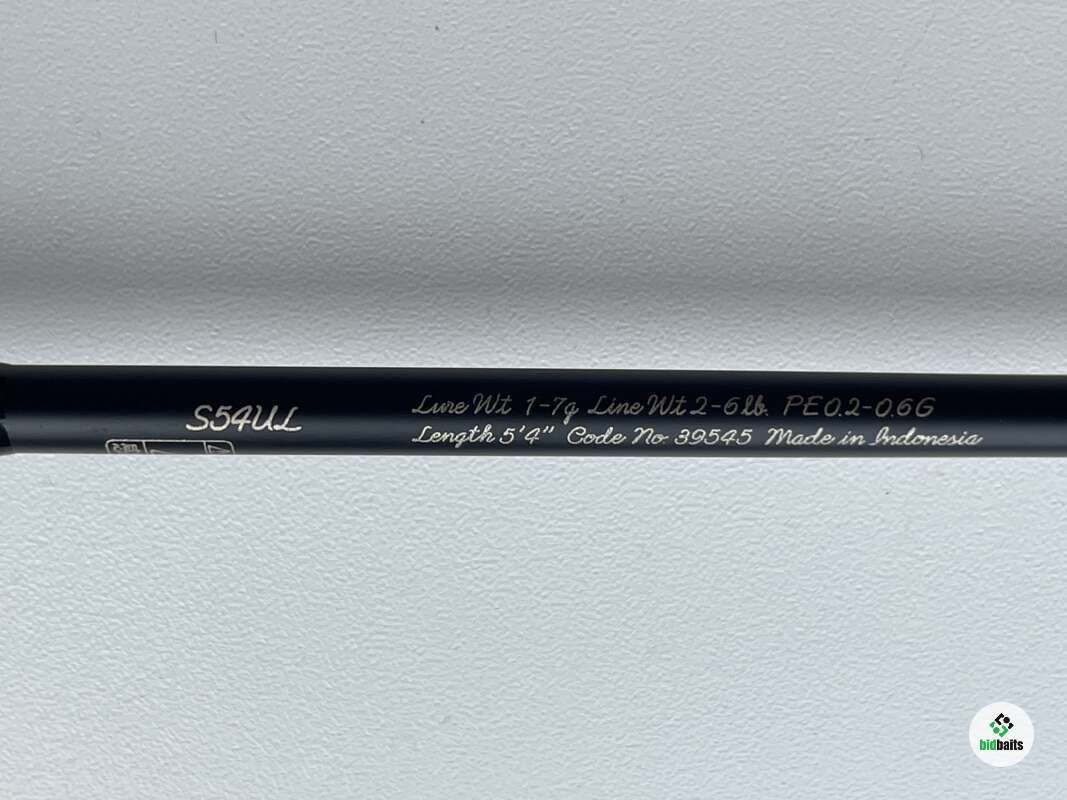 S54UL
Lure Wt 1-7g Line Wt 2-6lb. PE0.2-0.6G
Length 5'4" Code No 39545 Made in Indonesia
bidbaits